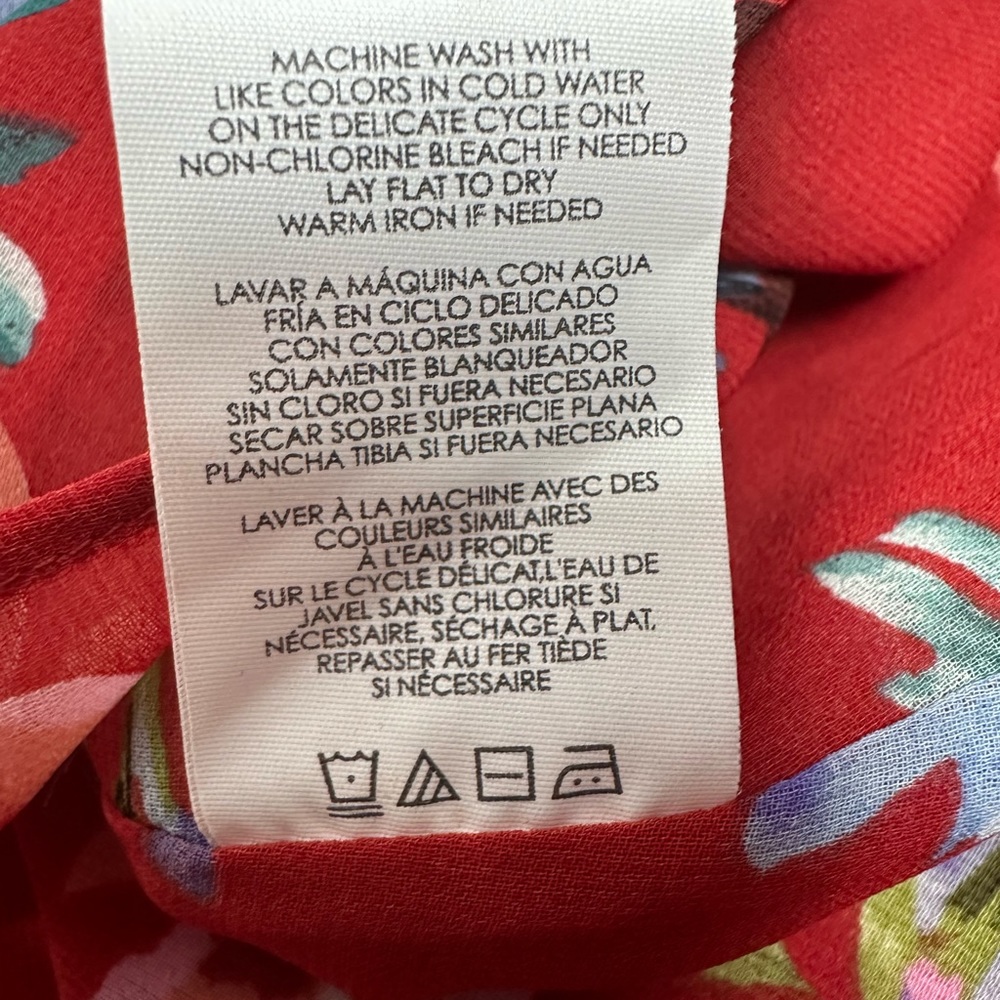 MACHINE WASH WITH
LIKE COLORS IN COLD WATER
ON THE DELICATE CYCLE ONLY
NON-CHLORINE BLEACH IF NEEDED
LAY FLAT TO DRY
WARM IRON IF NEEDED
LAVAR A MÁQUINA CON AGUA
FRÍA EN CICLO DELICADO
CON COLORES SIMILARES
SOLAMENTE BLANQUEADOR
SIN CLORO SI FUERA NECESARIO
SECAR SOBRE SUPERFICIE PLANA
PLANCHA TIBIA SI FUERA NECESARIO
LAVER À LA MACHINE AVEC DES
COULEURS SIMILAIRES
À L'EAU FROIDE
SUR LE CYCLE DÉLICAT,L'EAU DE
JAVEL SANS CHLORURE SI
NÉCESSAIRE, SÉCHAGE À PLAT,
REPASSER AU FER TIÈDE
SI NÉCESSAIRE